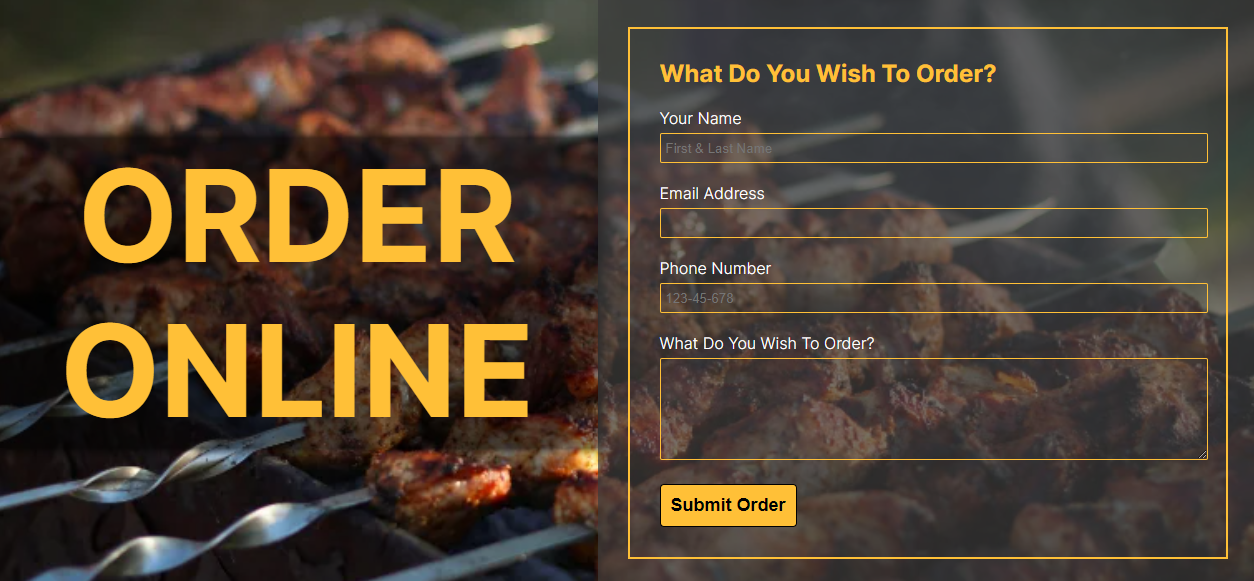 ORDER
ONLINE
What Do You Wish To Order?
Your Name
First & Last Name
Email Address
Phone Number
123-45-678
What Do You Wish To Order?
Submit Order